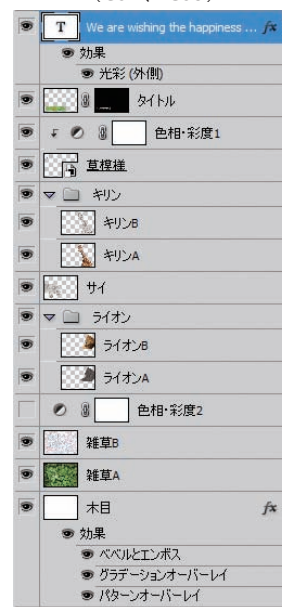 T We are wishing the happiness ... fx
効果
光彩 (外側)
タイトル
色相・彩度1
草模様
キリン
キリンB
キリンA
サイ
ライオン
ライオンB
ライオンA
色相・彩度2
雑草B
雑草A
木目 fx
効果
ベベルとエンボス
グラデーションオーバーレイ
パターンオーバーレイ